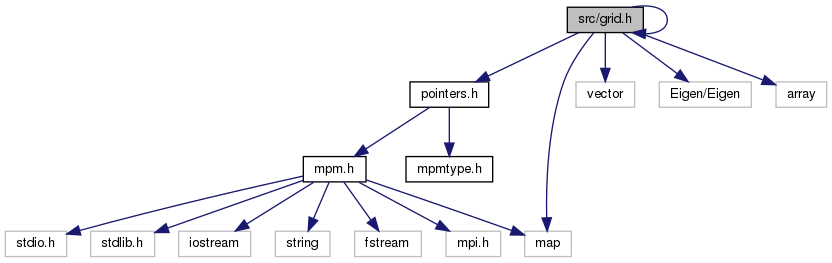 src/grid.h
pointers.h
vector
Eigen/Eigen
array
mpm.h
mpmtype.h
stdio.h
stdlib.h
iostream
string
fstream
mpi.h
map